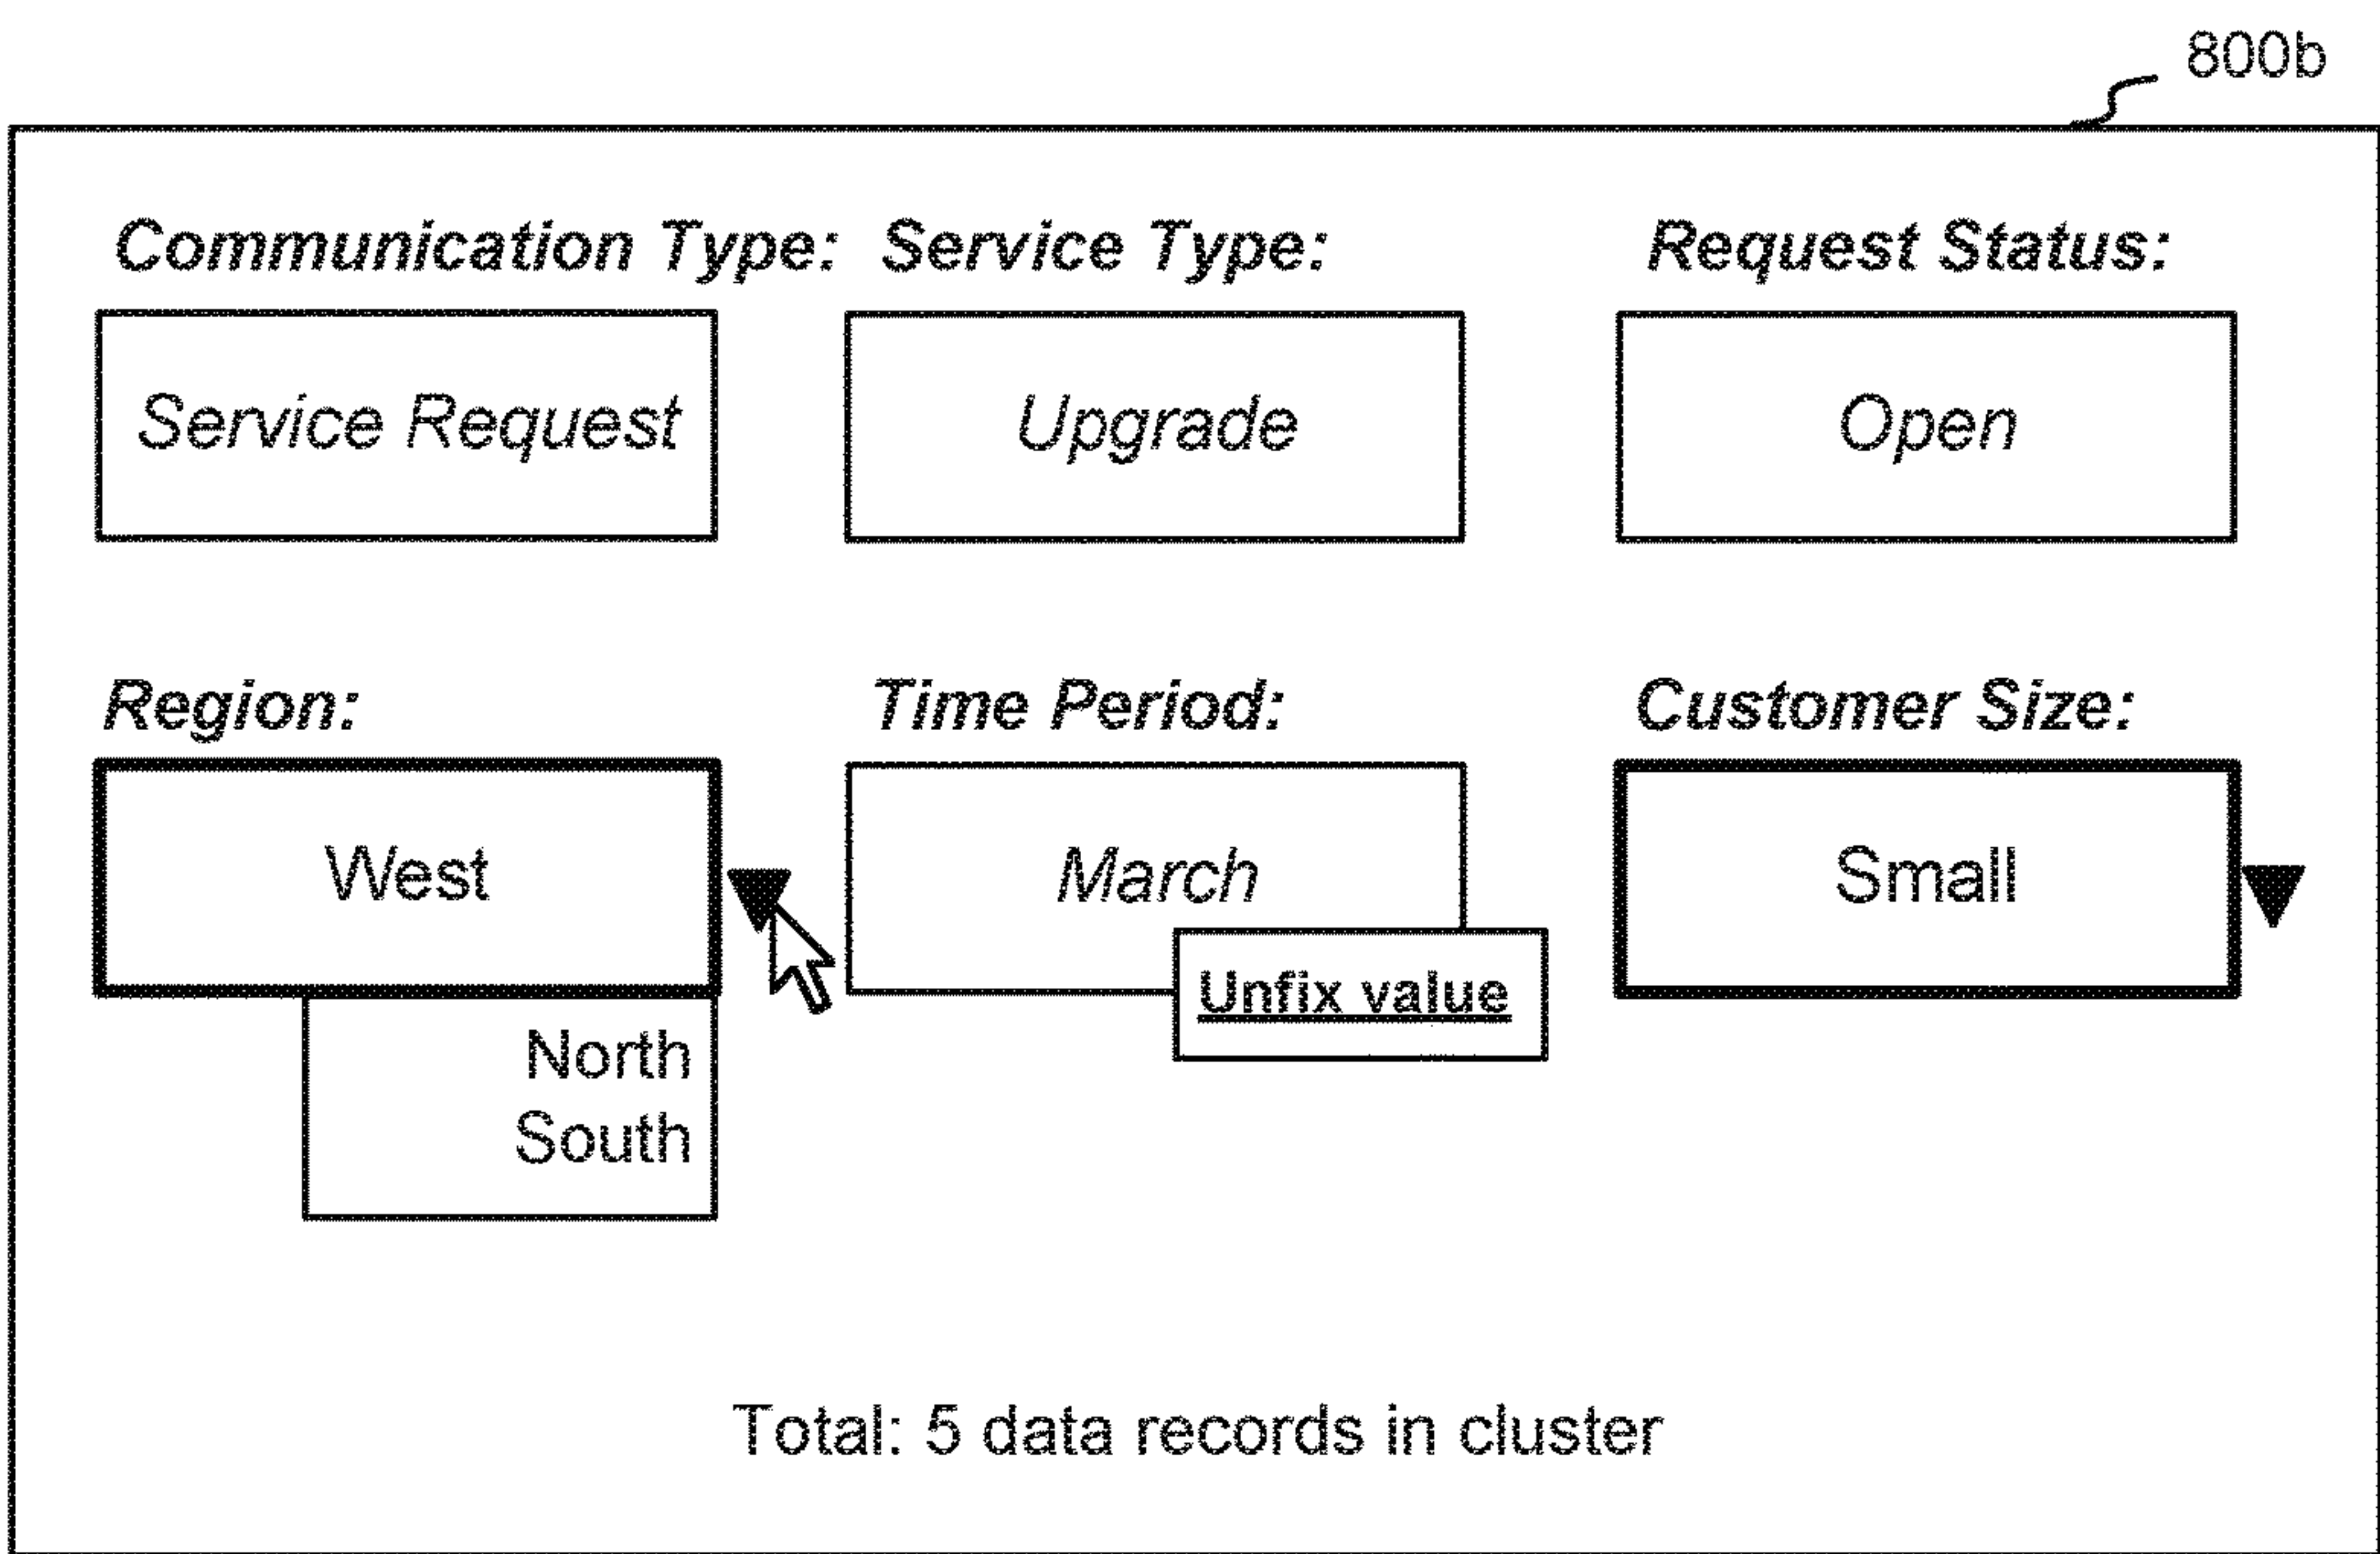 800b
Communication Type: Service Type: Request Status:
Service Request Upgrade Open
Region: Time Period: Customer Size:
West March Small
Unfix value
North
South
Total: 5 data records in cluster